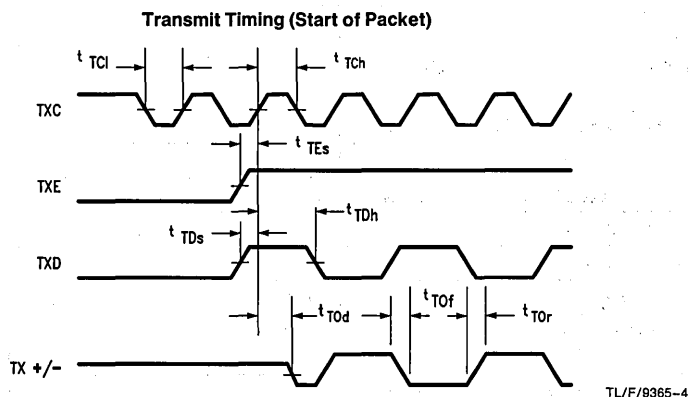 Transmit Timing (Start of Packet)
t TCl
t TCh
TXC
t TEs
TXE
t TDh
t TDs
TXD
t TOf
t TOd
t TOr
TX +/-
TL/F/9365-4